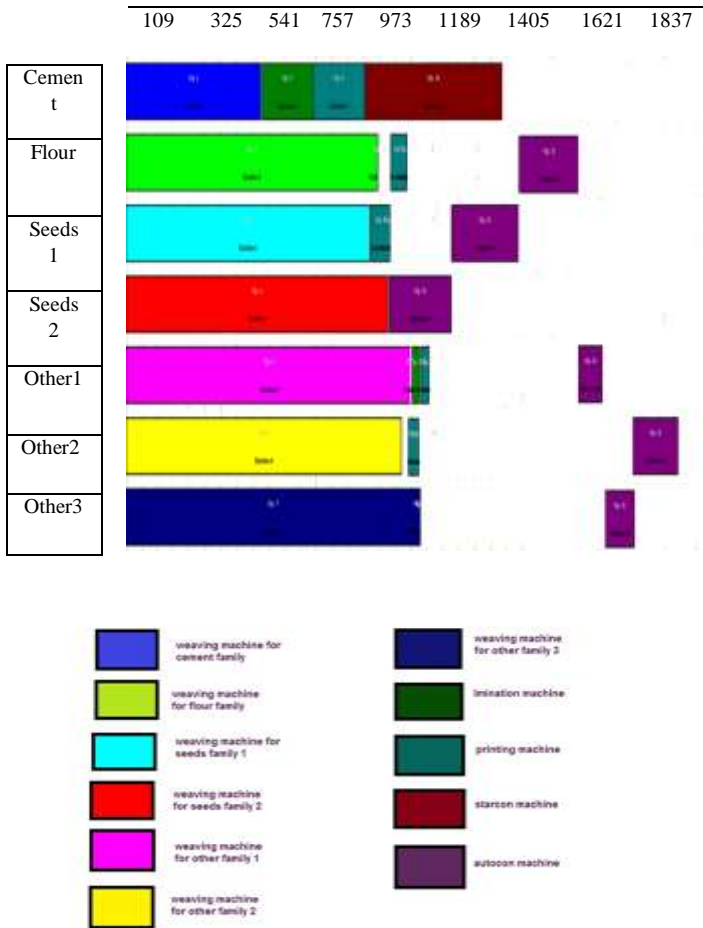 109 325 541 757 973 1189 1405 1621 1837
Cemen
t
Flour
Seeds
1
Seeds
2
Other1
Other2
Other3
weaving machine for
cement family
weaving machine
for flour family
weaving machine for
seeds family 1
weaving machine
for seeds family 2
weaving machine
for other family 1
weaving machine
for other family 2
weaving machine
for other family 3
lmination machine
printing machine
starcon machine
autocon machine